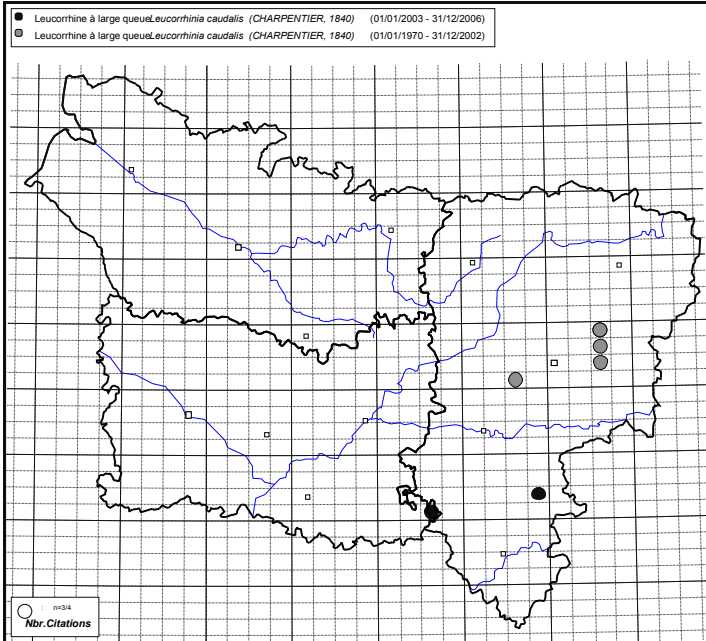 Leucorrhine à large queueLeucorrhinia caudalis (CHARPENTIER, 1840) (01/01/2003 - 31/12/2006)
Leucorrhine à large queueLeucorrhinia caudalis (CHARPENTIER, 1840) (01/01/1970 - 31/12/2002)
: n=3/4
Nbr.Citations